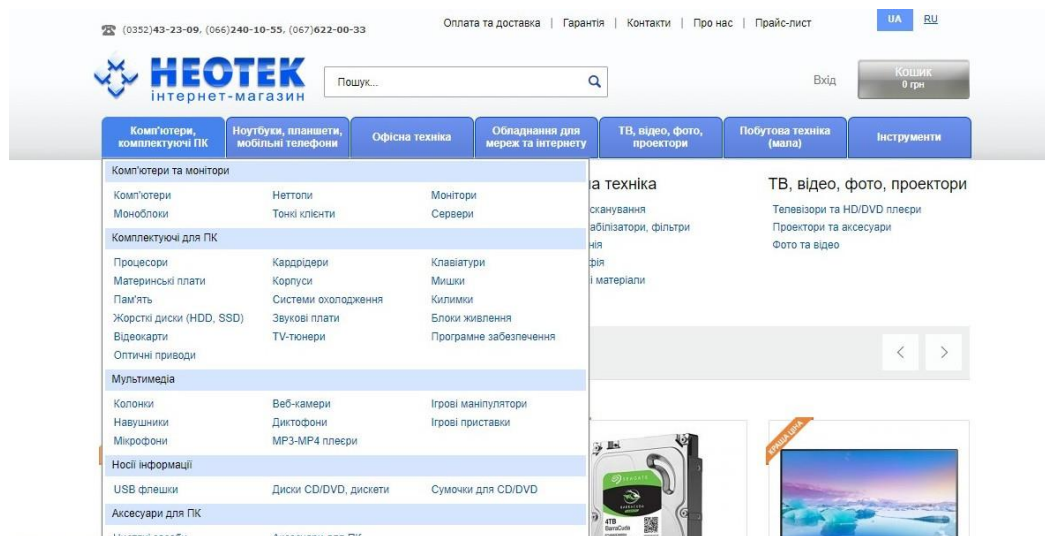 (0352)43-23-09, (066)240-10-55, (067)622-00-33
Оплата та доставка | Гарантія | Контакти | Про нас | Прайс-лист
UA RU
НЕОТЕК
інтернет-магазин
Пошук...
Вхід
Кошик
0 грн
Комп'ютери,
комплектуючі ПК
Ноутбуки, планшети,
мобільні телефони
Офісна техніка
Обладнання для
мереж та інтернету
ТВ, відео, фото,
проектори
Побутова техніка
(мала)
Інструменти
Комп'ютери та монітори
Комп'ютери Неттопи Монітори
Моноблоки Тонкі клієнти Сервери
Комплектуючі для ПК
Процесори Кардрідери Клавіатури
Материнські плати Корпуси Мишки
Пам'ять Системи охолодження Килимки
Жорсткі диски (HDD, SSD) Звукові плати Блоки живлення
Відеокарти TV-тюнери Програмне забезпечення
Оптичні приводи
Мультимедіа
Колонки Веб-камери Ігрові маніпулятори
Навушники Диктофони Ігрові приставки
Мікрофони MP3-MP4 плеєри
Носії інформації
USB флешки Диски CD/DVD, дискети Сумочки для CD/DVD
Аксесуари для ПК
техніка
сканування
фільтри
і матеріали
ТВ, відео, фото, проектори
Телевізори та HD/DVD плеєри
Проектори та аксесуари
Фото та відео
SEAGATE
BARRACUDA
4TB
BarraCuda
КРАЩА ЦІНА